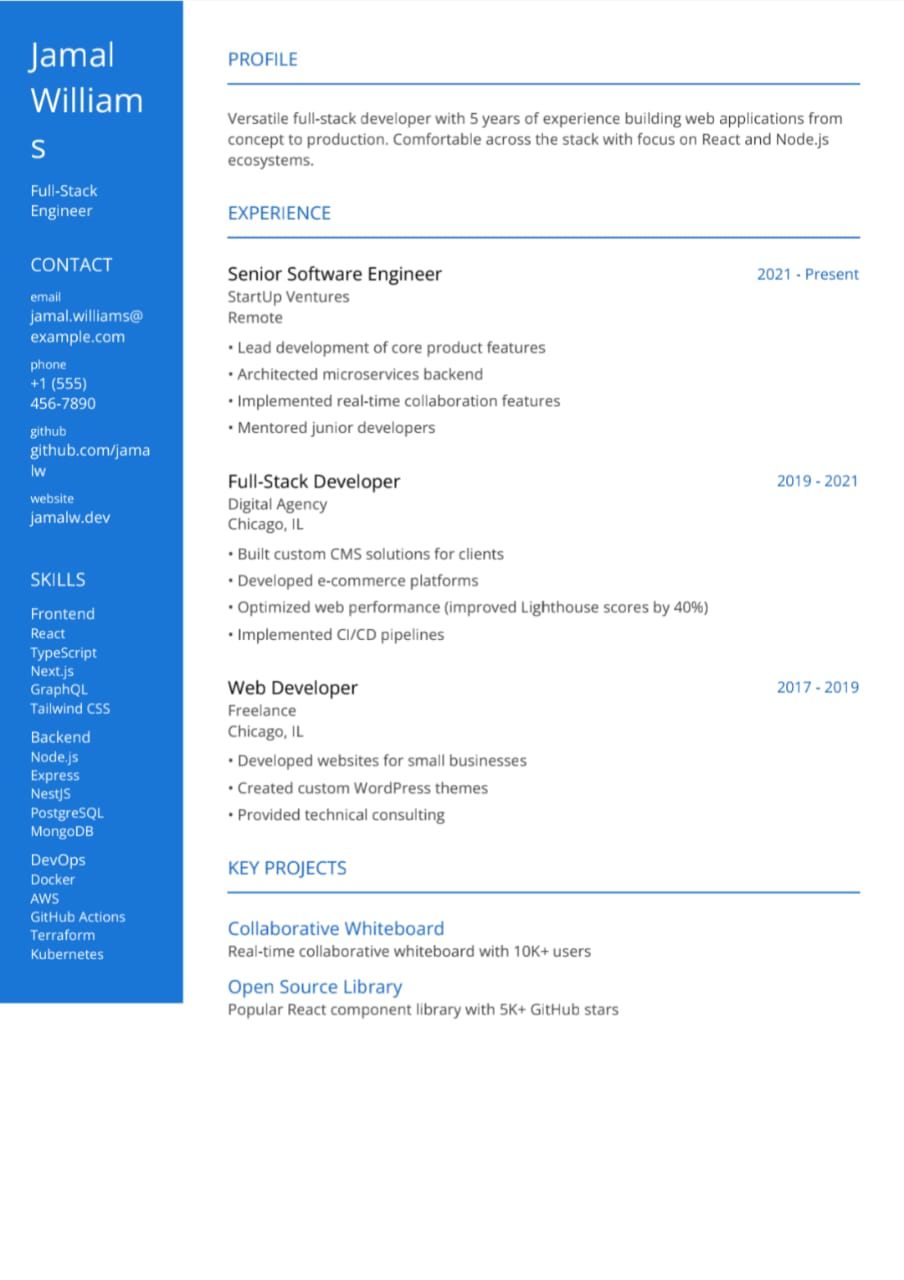 Jamal
William
s
Full-Stack
Engineer
CONTACT
email
jamal.williams@
example.com
phone
+1 (555)
456-7890
github
github.com/jama
lw
website
jamalw.dev
SKILLS
Frontend
React
TypeScript
Next.js
GraphQL
Tailwind CSS
Backend
Node.js
Express
NestJS
PostgreSQL
MongoDB
DevOps
Docker
AWS
GitHub Actions
Terraform
Kubernetes
PROFILE
Versatile full-stack developer with 5 years of experience building web applications from
concept to production. Comfortable across the stack with focus on React and Node.js
ecosystems.
EXPERIENCE
Senior Software Engineer 2021 - Present
StartUp Ventures
Remote
• Lead development of core product features
• Architected microservices backend
• Implemented real-time collaboration features
• Mentored junior developers
Full-Stack Developer 2019 - 2021
Digital Agency
Chicago, IL
• Built custom CMS solutions for clients
• Developed e-commerce platforms
• Optimized web performance (improved Lighthouse scores by 40%)
• Implemented CI/CD pipelines
Web Developer 2017 - 2019
Freelance
Chicago, IL
• Developed websites for small businesses
• Created custom WordPress themes
• Provided technical consulting
KEY PROJECTS
Collaborative Whiteboard
Real-time collaborative whiteboard with 10K+ users
Open Source Library
Popular React component library with 5K+ GitHub stars